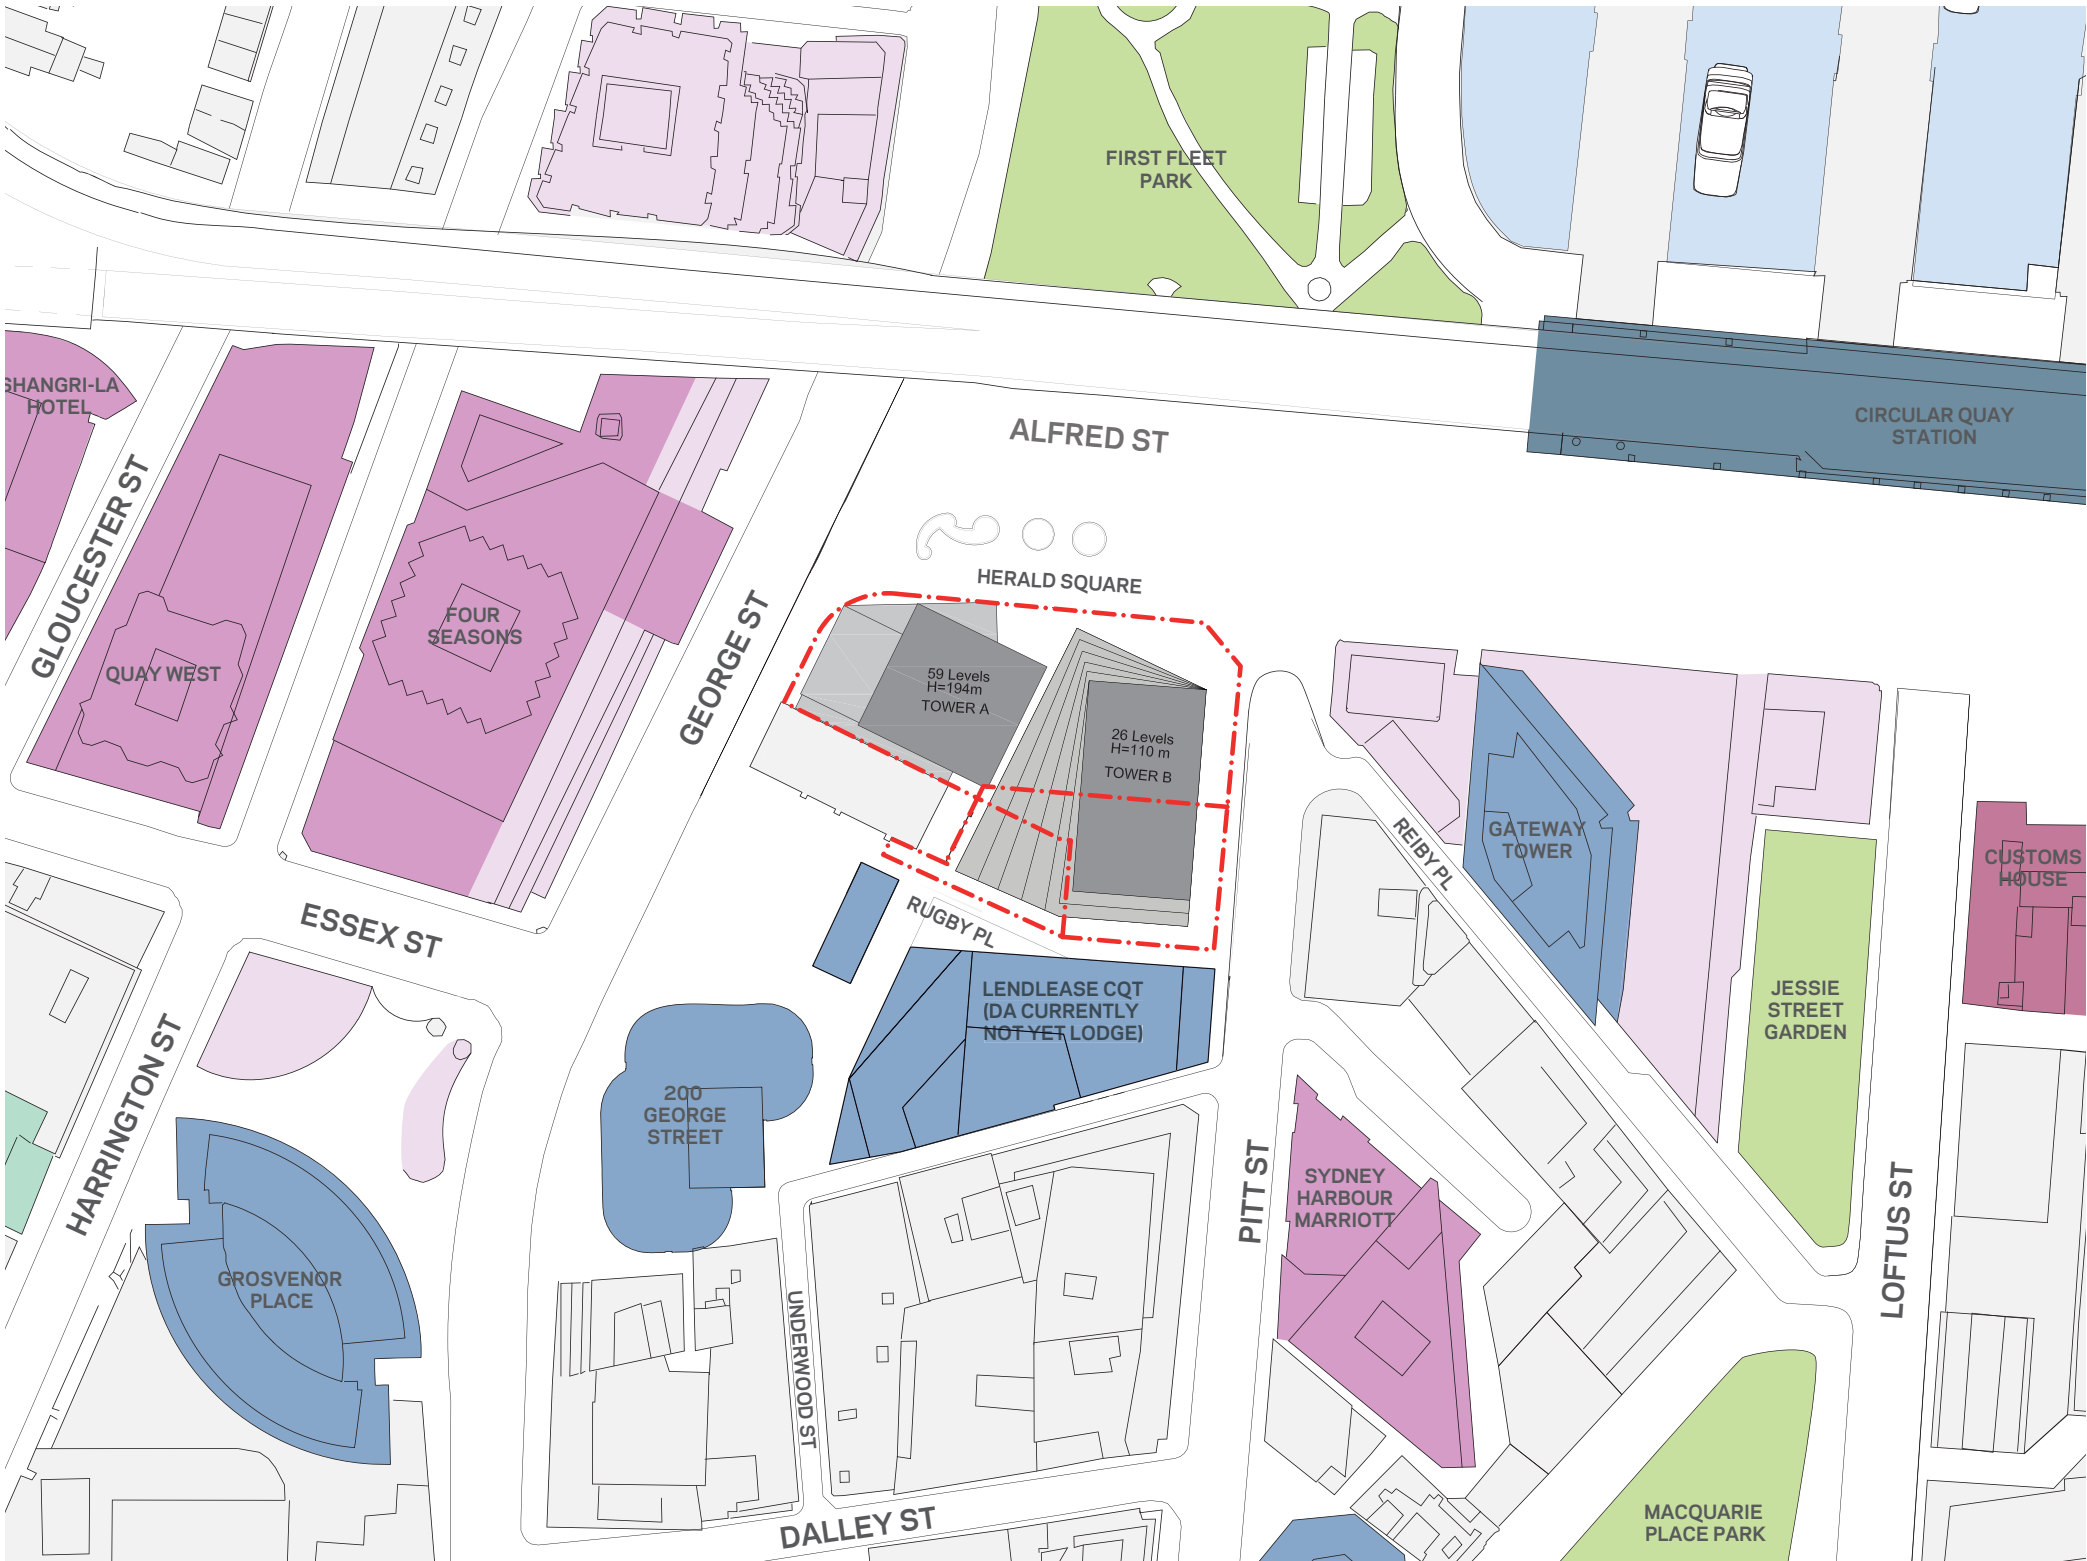 FIRST FLEET
PARK
SHANGRI-LA
HOTEL
CIRCULAR QUAY
STATION
ALFRED ST
GLOUCESTER ST
HERALD SQUARE
FOUR
SEASONS
QUAY WEST
GEORGE ST
59 Levels
H=194m
TOWER A
26 Levels
H=110 m
TOWER B
REIBY PL
GATEWAY
TOWER
CUSTOMS
HOUSE
ESSEX ST
RUGBY PL
LENDLEASE CQT
(DA CURRENTLY
NOT YET LODGE)
JESSIE
STREET
GARDEN
HARRINGTON ST
200
GEORGE
STREET
PITT ST
SYDNEY
HARBOUR
MARRIOTT
LOFTUS ST
GROSVENOR
PLACE
UNDERWOOD ST
DALLEY ST
MACQUARIE
PLACE PARK